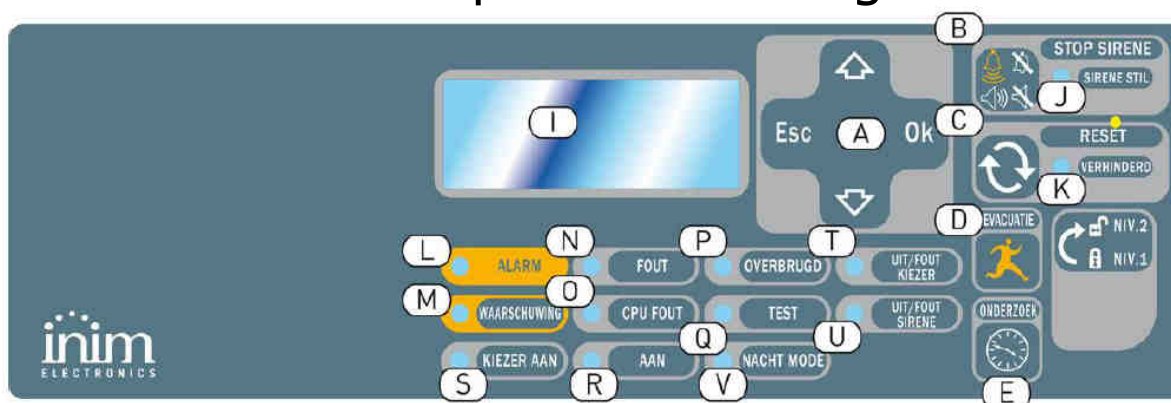 B
STOP SIRENE
SIRENE STIL
J
I
Esc
A
Ok
C
RESET
VERHINDERD
K
D
EVACUATIE
NIV.2
NIV.1
L
ALARM
N
FOUT
P
OVERBRUGD
T
UIT/FOUT
KIEZER
M
WAARSCHUWING
O
CPU FOUT
Q
TEST
U
UIT/FOUT
SIRENE
ONDERZOEK
S
KIEZER AAN
R
AAN
V
NACHT MODE
E
inim
ELECTRONICS